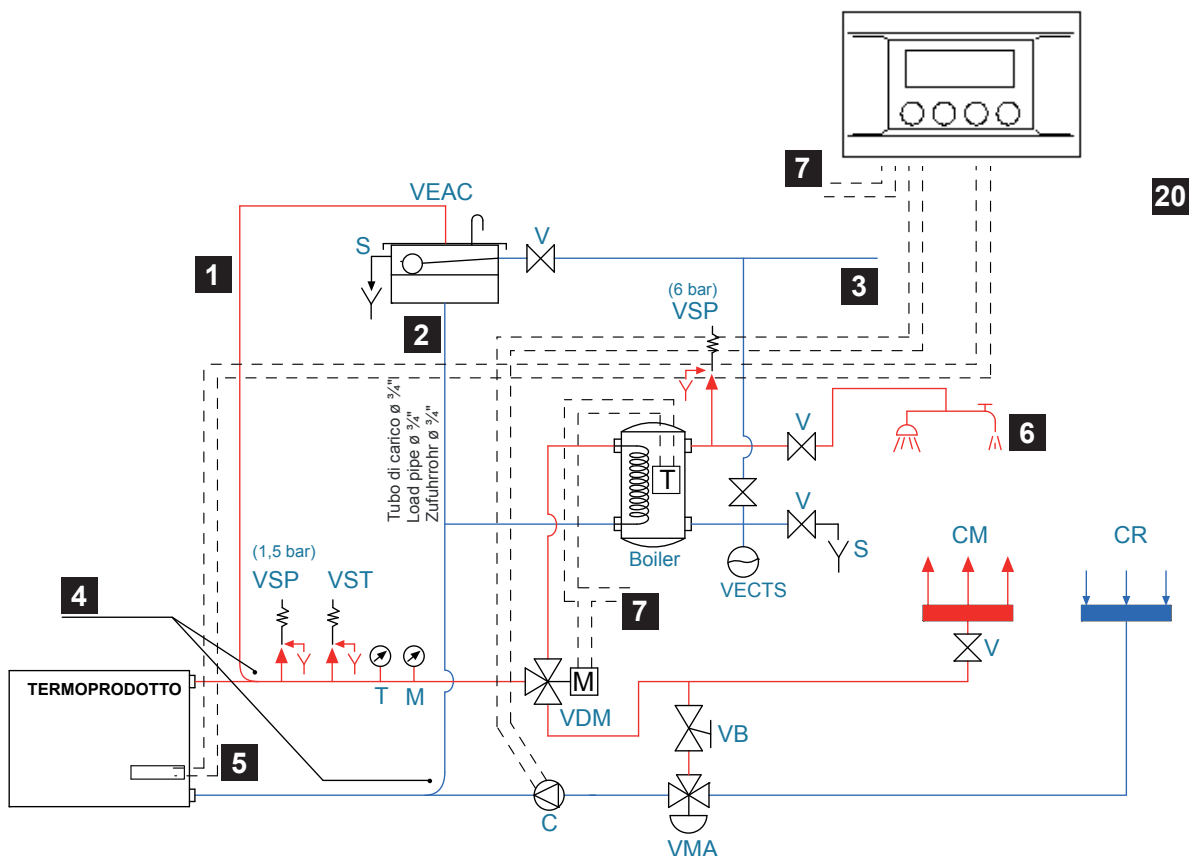 7
20
VEAC
S
V
1
3
(6 bar)
VSP
2
Tubo di carico ø ¾"
Load pipe ø ¾"
Zufuhrrohr ø ¾"
V
6
T
(1,5 bar)
VSP
VST
Boiler
V
S
VECTS
CM
CR
4
7
V
TERMOPRODOTTO
T
M
M
VDM
VB
5
C
VMA